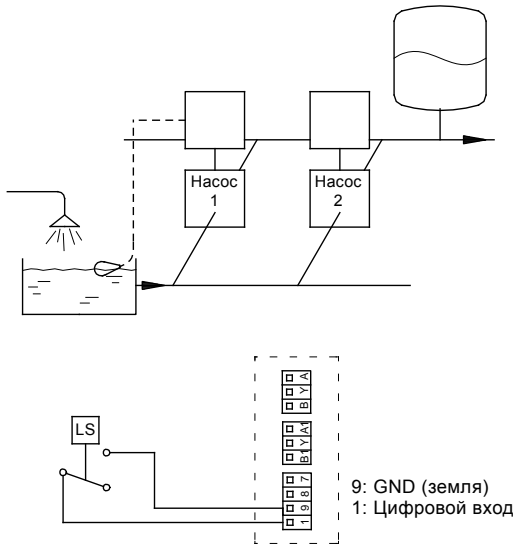 Насос
1
Насос
2
LS
A
Y
B
A1
Y
B1
7
8
9
1
9: GND (земля)
1: Цифровой вход